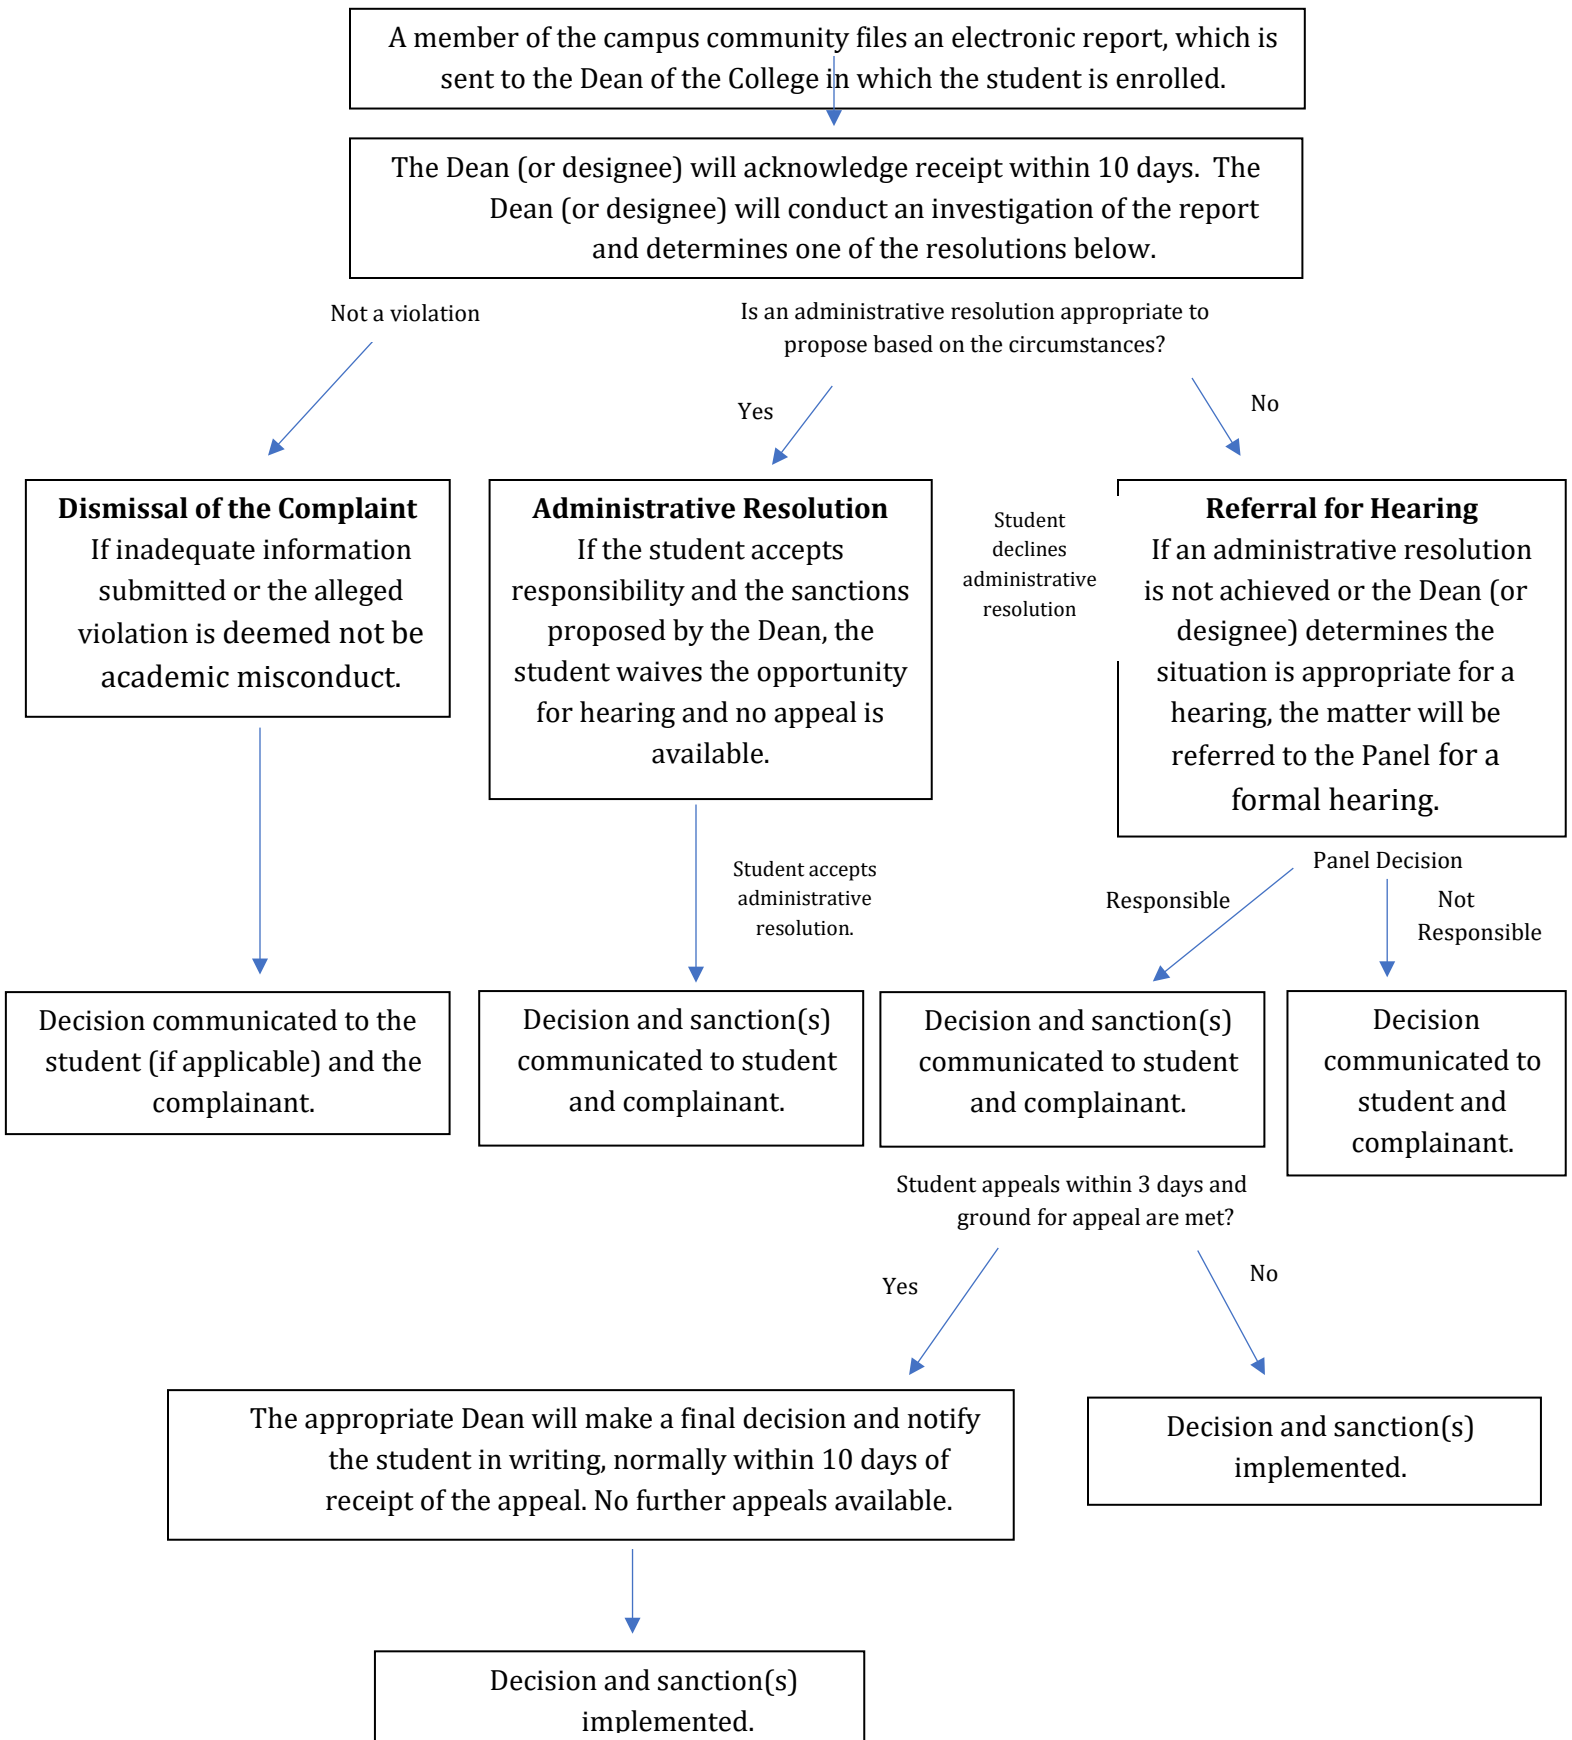 A member of the campus community files an electronic report, which is
sent to the Dean of the College in which the student is enrolled.
The Dean (or designee) will acknowledge receipt within 10 days.  The
Dean (or designee) will conduct an investigation of the report
and determines one of the resolutions below.
Not a violation
Is an administrative resolution appropriate to
propose based on the circumstances?
Yes
No
Dismissal of the Complaint
If inadequate information
submitted or the alleged
violation is deemed not be
academic misconduct.
Administrative Resolution
If the student accepts
responsibility and the sanctions
proposed by the Dean, the
student waives the opportunity
for hearing and no appeal is
available.
Student
declines
administrative
resolution
Referral for Hearing
If an administrative resolution
is not achieved or the Dean (or
designee) determines the
situation is appropriate for a
hearing, the matter will be
referred to the Panel for a
formal hearing.
Student accepts
administrative
resolution.
Panel Decision
Responsible
Not
Responsible
Decision communicated to the
student (if applicable) and the
complainant.
Decision and sanction(s)
communicated to student
and complainant.
Decision and sanction(s)
communicated to student
and complainant.
Decision
communicated to
student and
complainant.
Student appeals within 3 days and
ground for appeal are met?
Yes
No
The appropriate Dean will make a final decision and notify
the student in writing, normally within 10 days of
receipt of the appeal. No further appeals available.
Decision and sanction(s)
implemented.
Decision and sanction(s)
implemented.